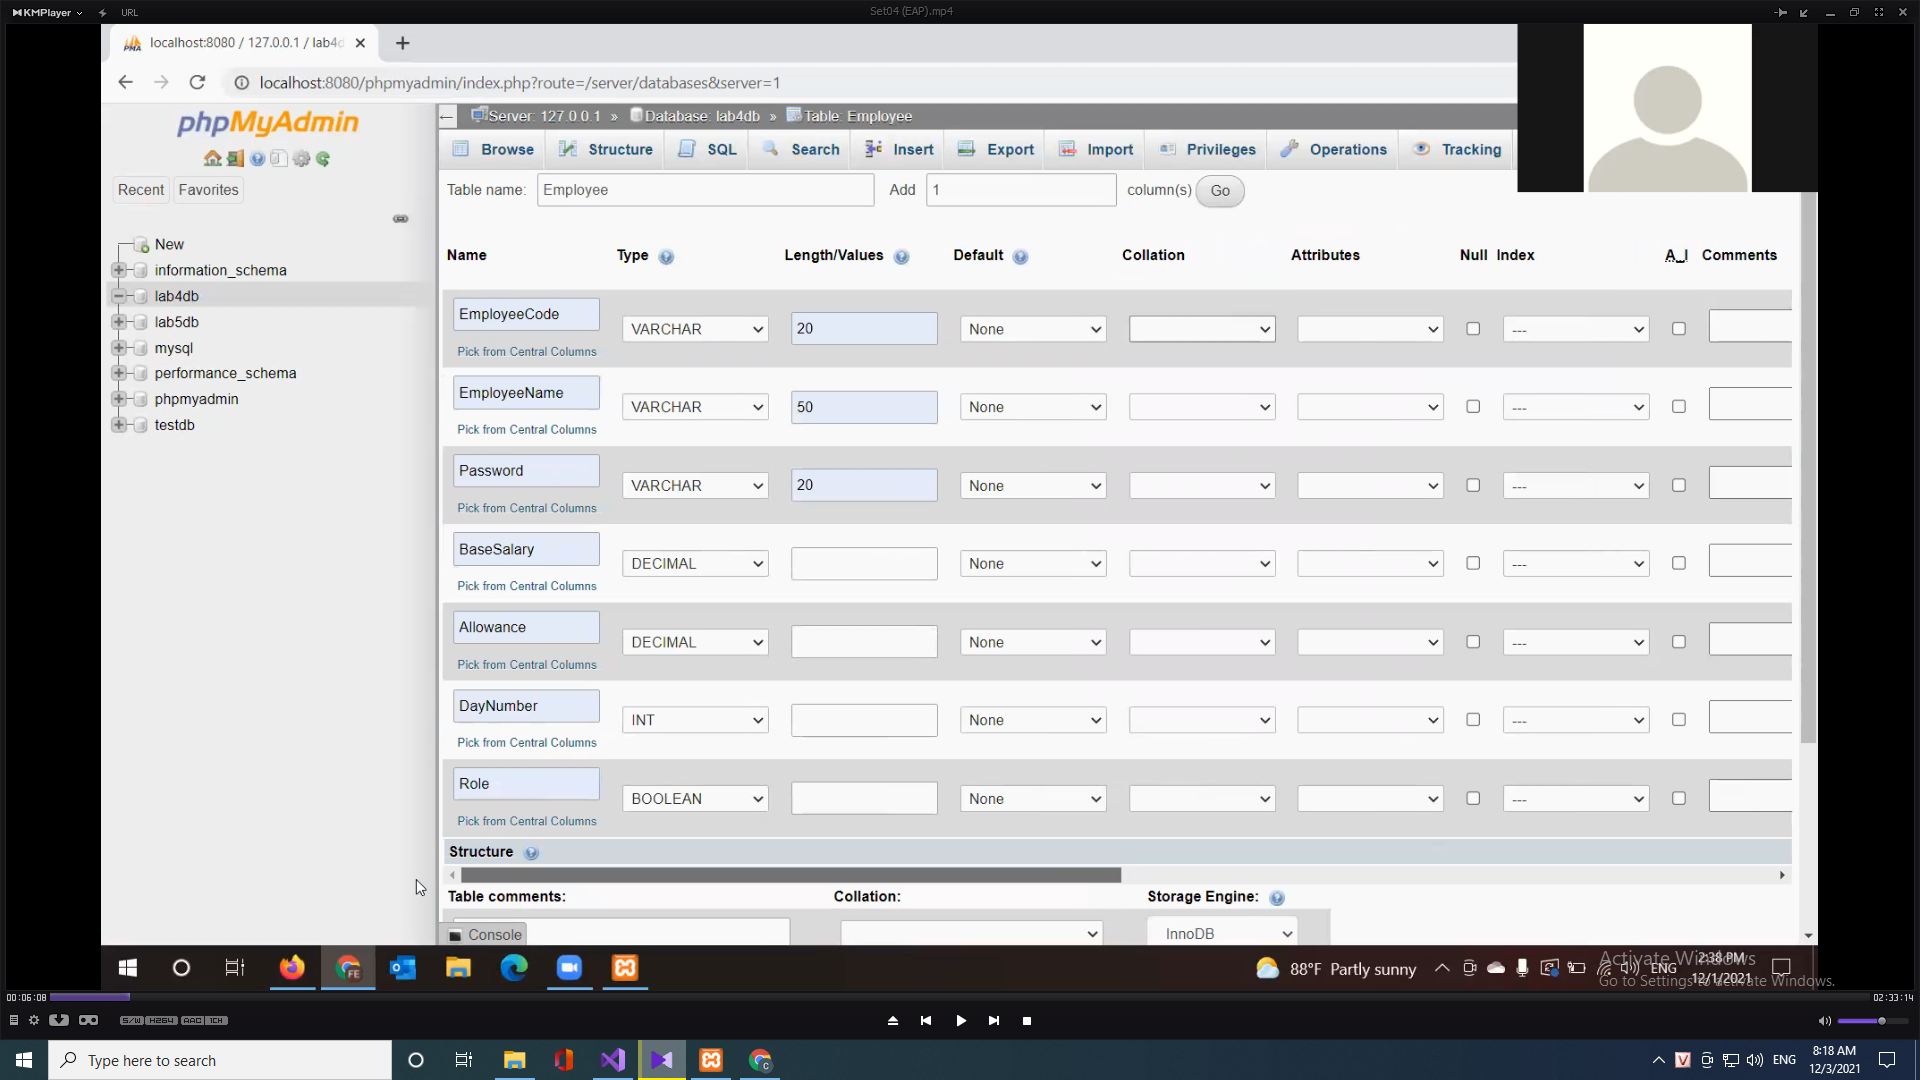 KMPlayer URL Set04 (EAP).mp4
localhost:8080 / 127.0.0.1 / lab4d
localhost:8080/phpmyadmin/index.php?route=/server/databases&server=1
phpMyAdmin
Recent Favorites
New
information_schema
lab4db
lab5db
mysql
performance_schema
phpmyadmin
testdb
Server: 127.0.0.1 » Database: lab4db » Table: Employee
Browse Structure SQL Search Insert Export Import Privileges Operations Tracking
Table name: Employee Add 1 column(s) Go
Name Type Length/Values Default Collation Attributes Null Index A_I Comments
EmployeeCode VARCHAR 20 None ---
Pick from Central Columns
EmployeeName VARCHAR 50 None ---
Pick from Central Columns
Password VARCHAR 20 None ---
Pick from Central Columns
BaseSalary DECIMAL None ---
Pick from Central Columns
Allowance DECIMAL None ---
Pick from Central Columns
DayNumber INT None ---
Pick from Central Columns
Role BOOLEAN None ---
Pick from Central Columns
Structure
Table comments: Collation: Storage Engine:
Console InnoDB
88°F Partly sunny ENG 2:38 PM
12/1/2021
Activate Windows
Go to Settings to activate Windows.
00:06:08 02:33:14
S/W H264 AAC 1CH
Type here to search
ENG 8:18 AM
12/3/2021